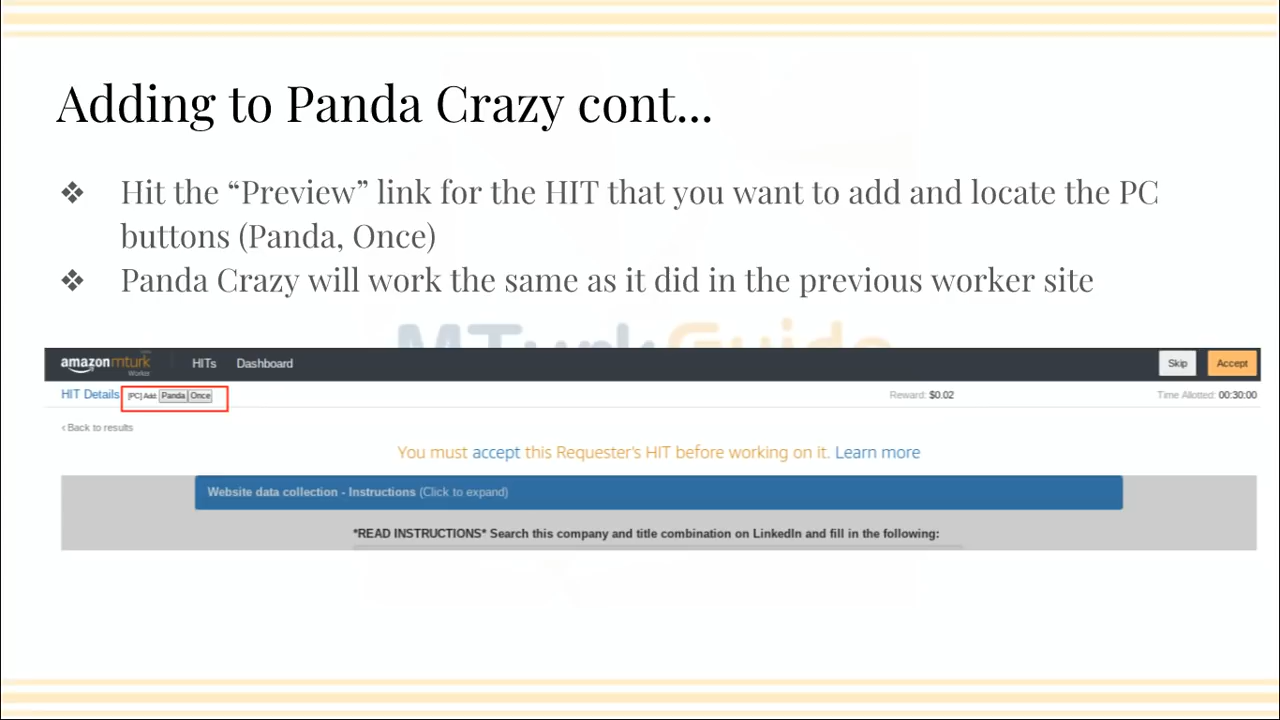 Adding to Panda Crazy cont...
❖ Hit the “Preview” link for the HIT that you want to add and locate the PC
buttons (Panda, Once)
❖ Panda Crazy will work the same as it did in the previous worker site
MTurk Guide
amazon mturk
Worker
HITs Dashboard Skip Accept
HIT Details [PC] Add: Panda Once Reward: $0.02 Time Allotted: 00:30:00
‹ Back to results
You must accept this Requester's HIT before working on it. Learn more
Website data collection - Instructions (Click to expand)
*READ INSTRUCTIONS* Search this company and title combination on LinkedIn and fill in the following: